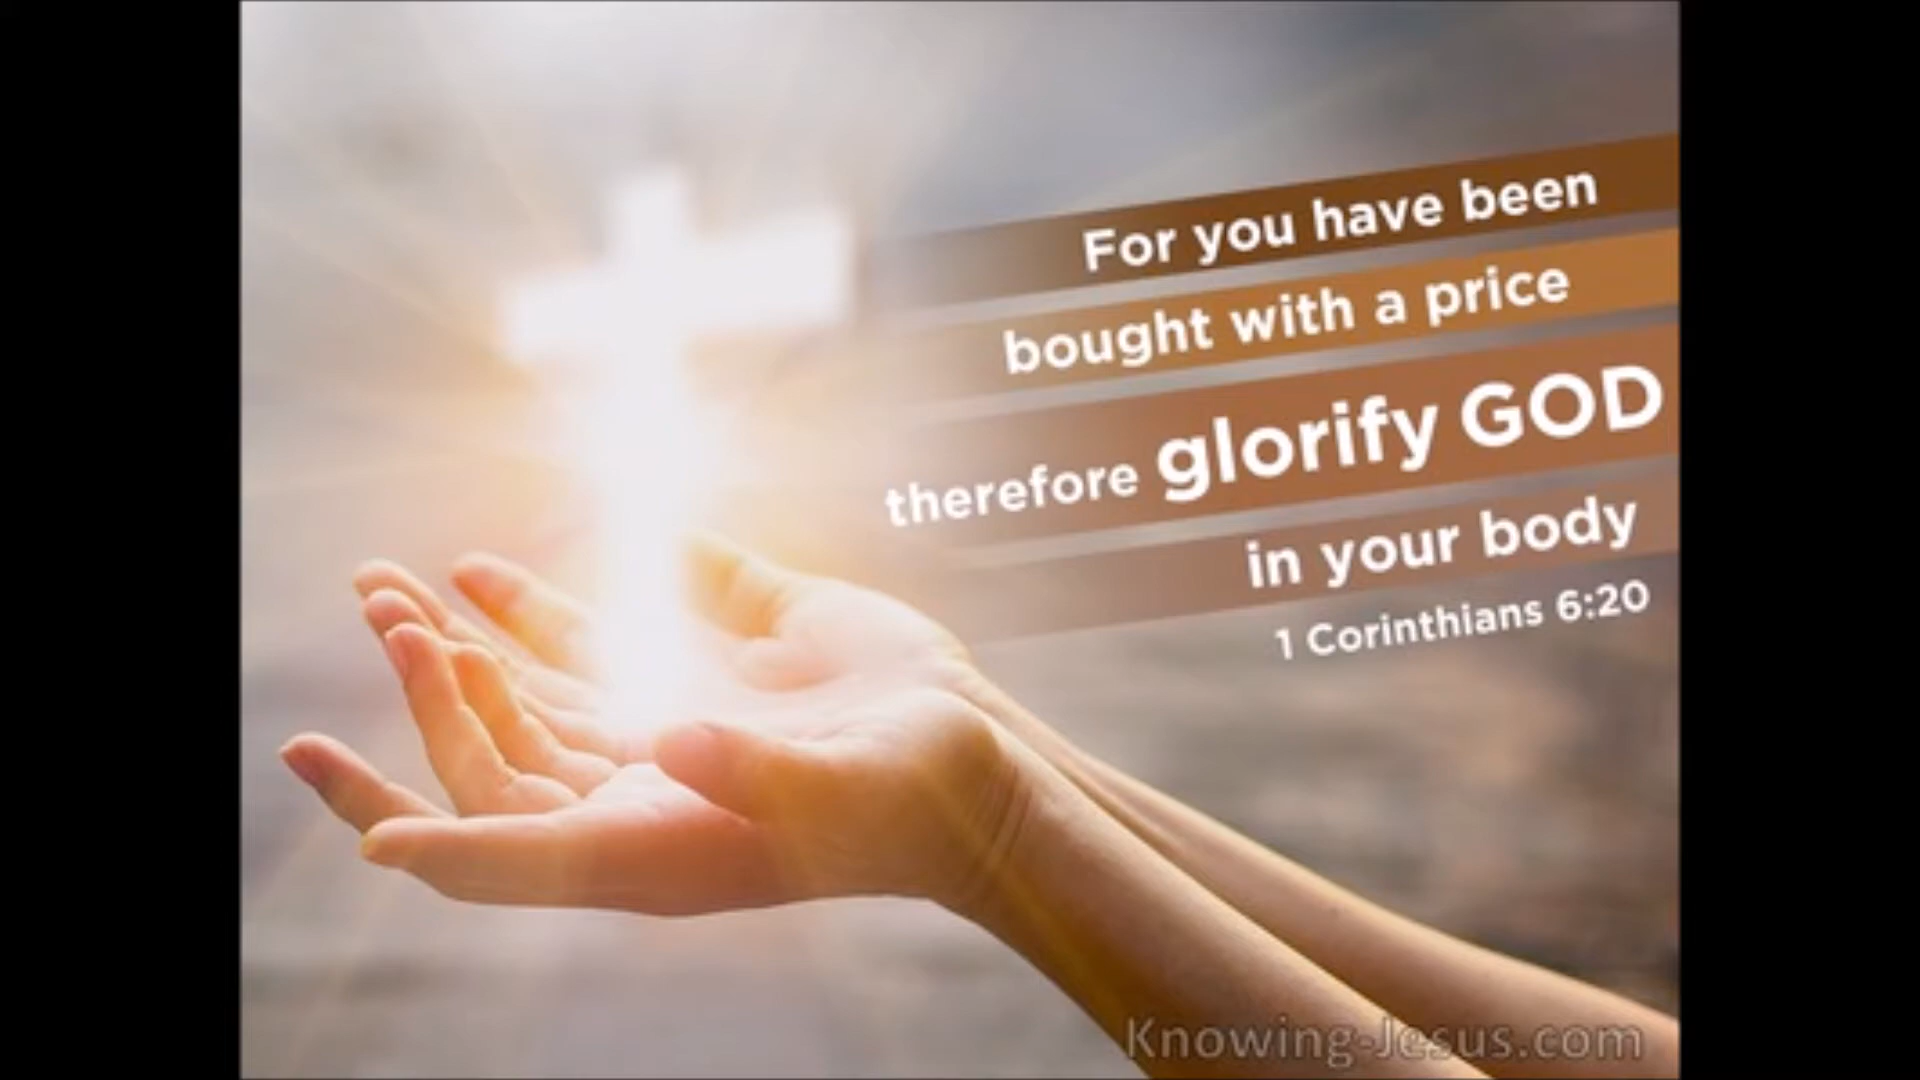 For you have been
bought with a price
therefore glorify GOD
in your body
1 Corinthians 6:20
Knowing-Jesus.com